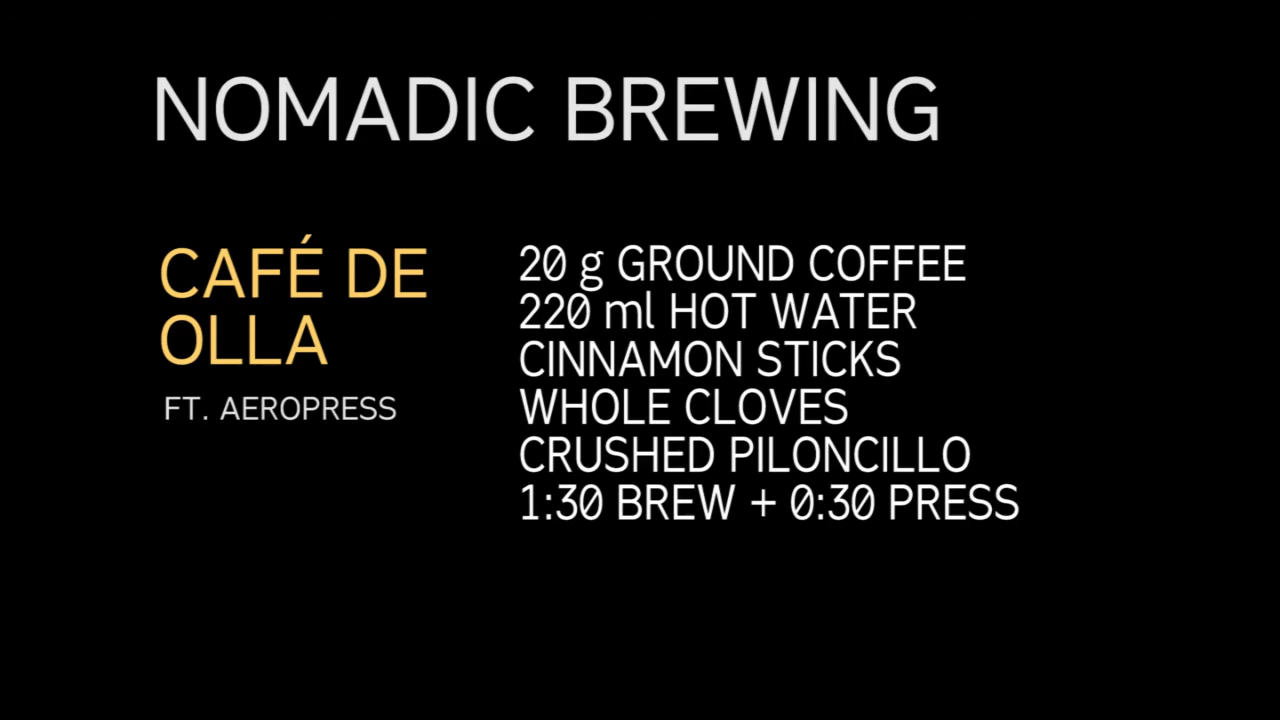 NOMADIC BREWING
CAFÉ DE
OLLA
FT. AEROPRESS
20 g GROUND COFFEE
220 ml HOT WATER
CINNAMON STICKS
WHOLE CLOVES
CRUSHED PILONCILLO
1:30 BREW + 0:30 PRESS